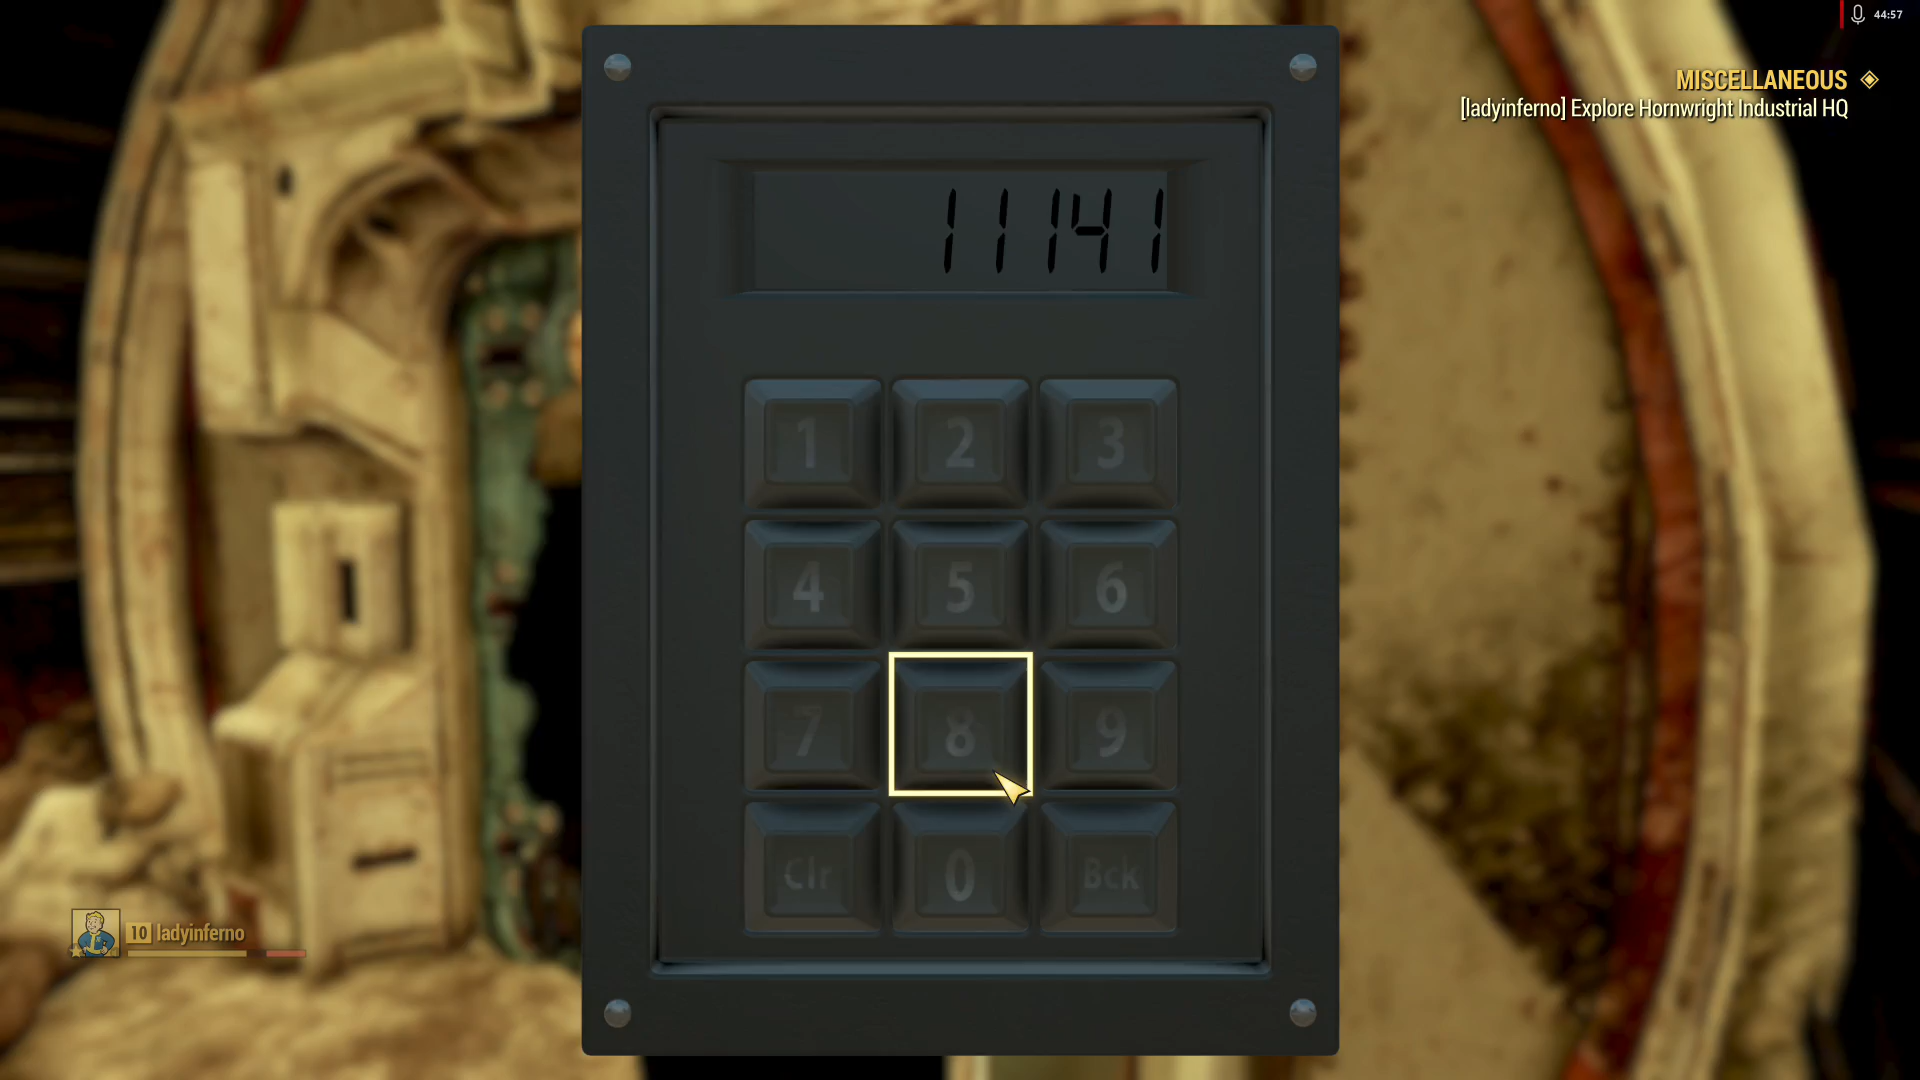 44:57
MISCELLANEOUS
[ladyinferno] Explore Hornwright Industrial HQ
11141
1 2 3
4 5 6
7 8 9
Clr 0 Bck
10 ladyinferno